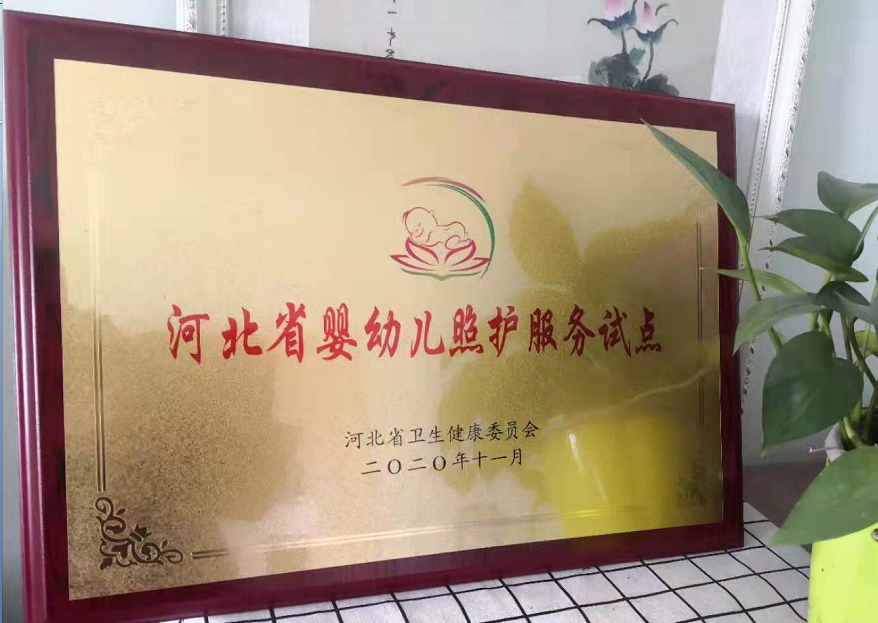 河北省婴幼儿照护服务试点
河北省卫生健康委员会
二〇二〇年十一月